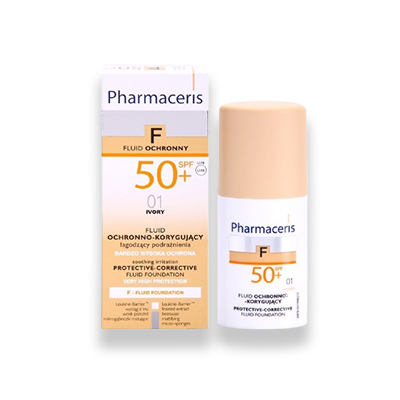 Pharmaceris
F
FLUID OCHRONNY
50+ SPF
01
IVORY
FLUID
OCHRONNO-KORYGUJĄCY
łagodzący podrażnienia
BARDZO WYSOKA OCHRONA
soothing irritation
PROTECTIVE-CORRECTIVE
FLUID FOUNDATION
VERY HIGH PROTECTION
F - FLUID FOUNDATION
Pharmaceris
F
50+ SPF
01
FLUID OCHRONNO-
-KORYGUJĄCY
PROTECTIVE-CORRECTIVE
FLUID FOUNDATION